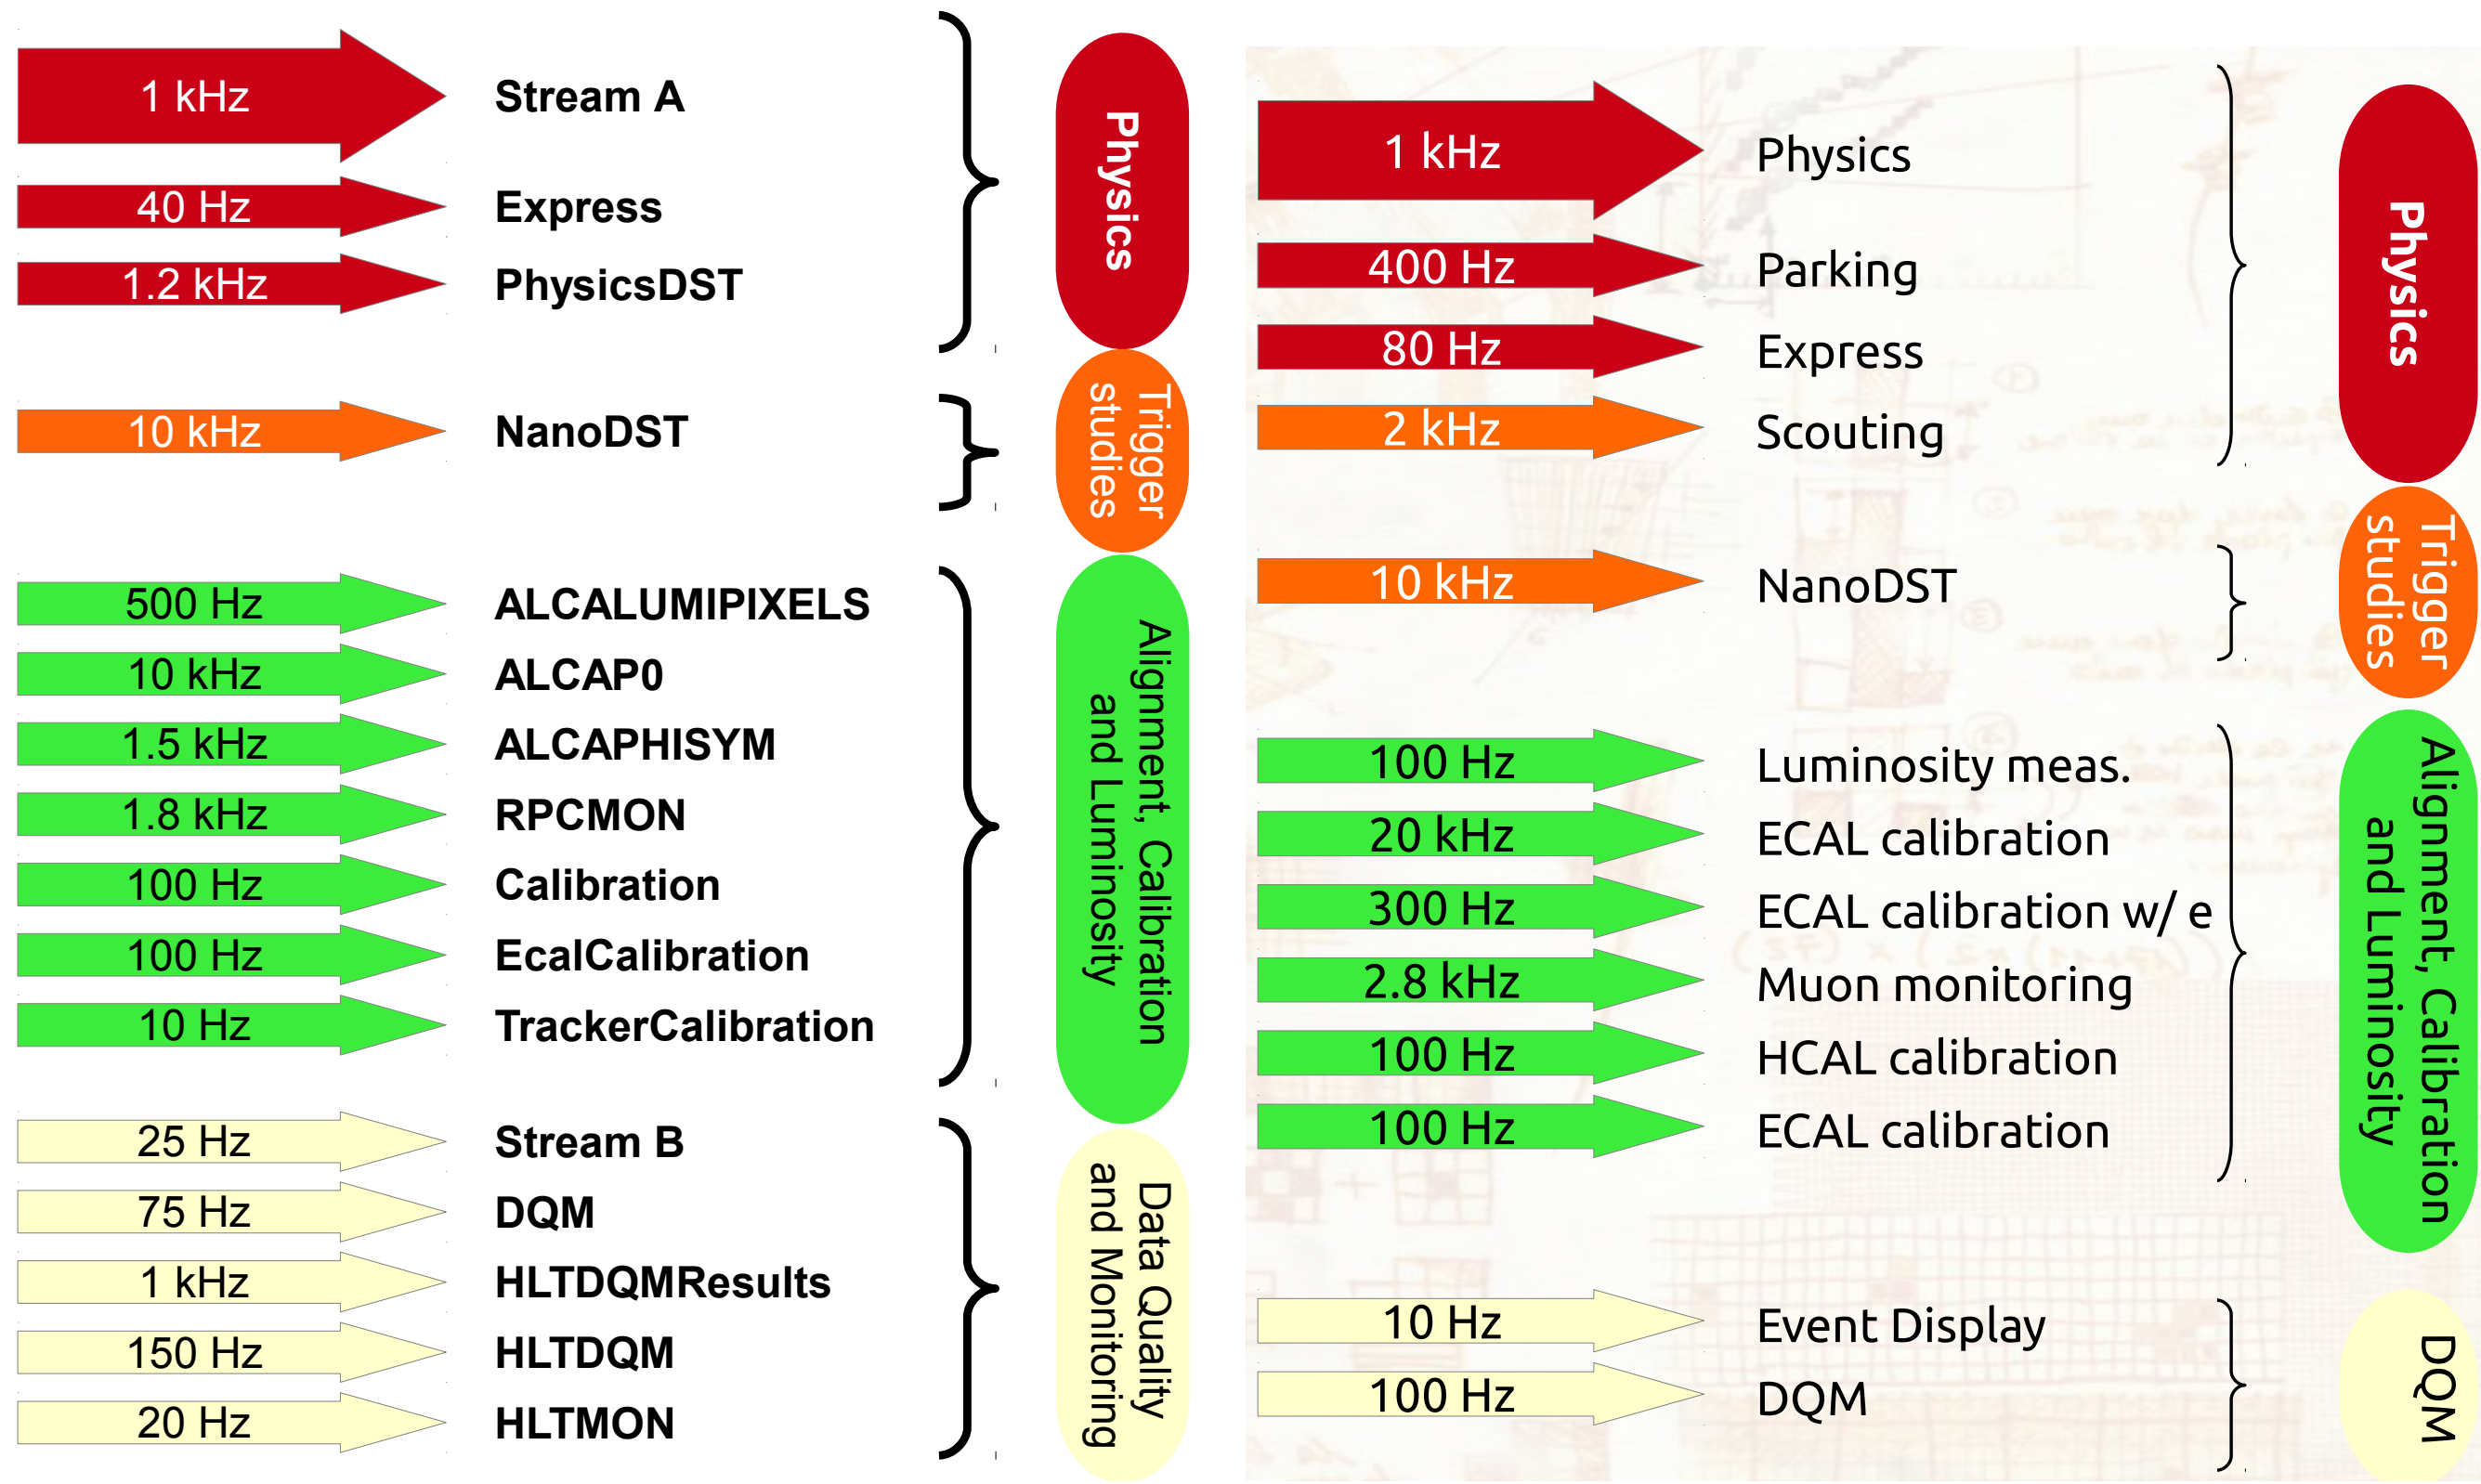 1 kHz Stream A
40 Hz Express
1.2 kHz PhysicsDST
Physics
10 kHz NanoDST
Trigger
studies
500 Hz ALCALUMIPIXELS
10 kHz ALCAP0
1.5 kHz ALCAPHISYM
1.8 kHz RPCMON
100 Hz Calibration
100 Hz EcalCalibration
10 Hz TrackerCalibration
Alignment, Calibration
and Luminosity
25 Hz Stream B
75 Hz DQM
1 kHz HLTDQMResults
150 Hz HLTDQM
20 Hz HLTMON
Data Quality
and Monitoring
1 kHz Physics
400 Hz Parking
80 Hz Express
2 kHz Scouting
Physics
10 kHz NanoDST
Trigger
studies
100 Hz Luminosity meas.
20 kHz ECAL calibration
300 Hz ECAL calibration w/ e
2.8 kHz Muon monitoring
100 Hz HCAL calibration
100 Hz ECAL calibration
Alignment, Calibration
and Luminosity
10 Hz Event Display
100 Hz DQM
DQM